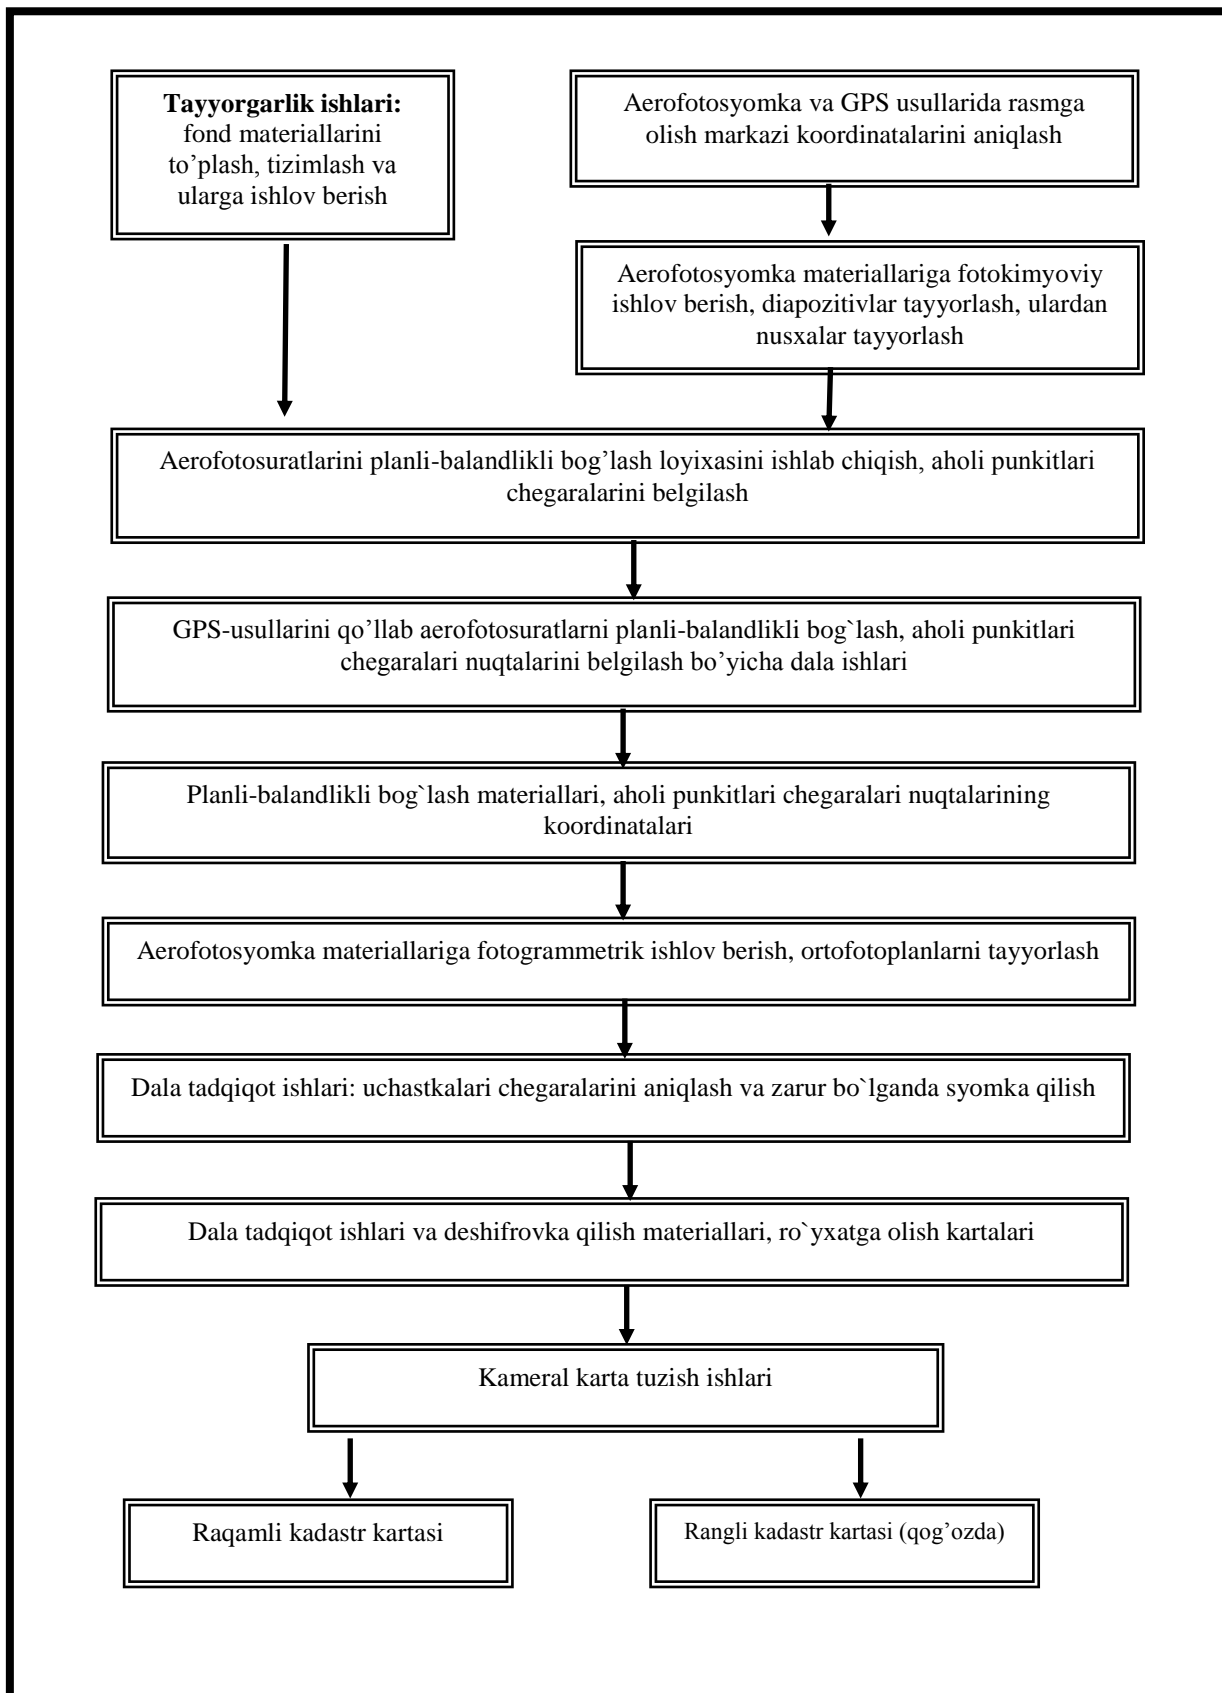 Tayyorgarlik ishlari:
fond materiallarini
to’plash, tizimlash va
ularga ishlov berish
Aerofotosyomka va GPS usullarida rasmga
olish markazi koordinatalarini aniqlash
Aerofotosyomka materiallariga fotokimyoviy
ishlov berish, diapozitivlar tayyorlash, ulardan
nusxalar tayyorlash
Aerofotosuratlarini planli-balandlikli bog’lash loyixasini ishlab chiqish, aholi punkitlari
chegaralarini belgilash
GPS-usullarini qo’llab aerofotosuratlarni planli-balandlikli bog`lash, aholi punkitlari
chegaralari nuqtalarini belgilash bo’yicha dala ishlari
Planli-balandlikli bog`lash materiallari, aholi punkitlari chegaralari nuqtalarining
koordinatalari
Aerofotosyomka materiallariga fotogrammetrik ishlov berish, ortofotoplanlarni tayyorlash
Dala tadqiqot ishlari: uchastkalari chegaralarini aniqlash va zarur bo`lganda syomka qilish
Dala tadqiqot ishlari va deshifrovka qilish materiallari, ro`yxatga olish kartalari
Kameral karta tuzish ishlari
Raqamli kadastr kartasi
Rangli kadastr kartasi (qog’ozda)